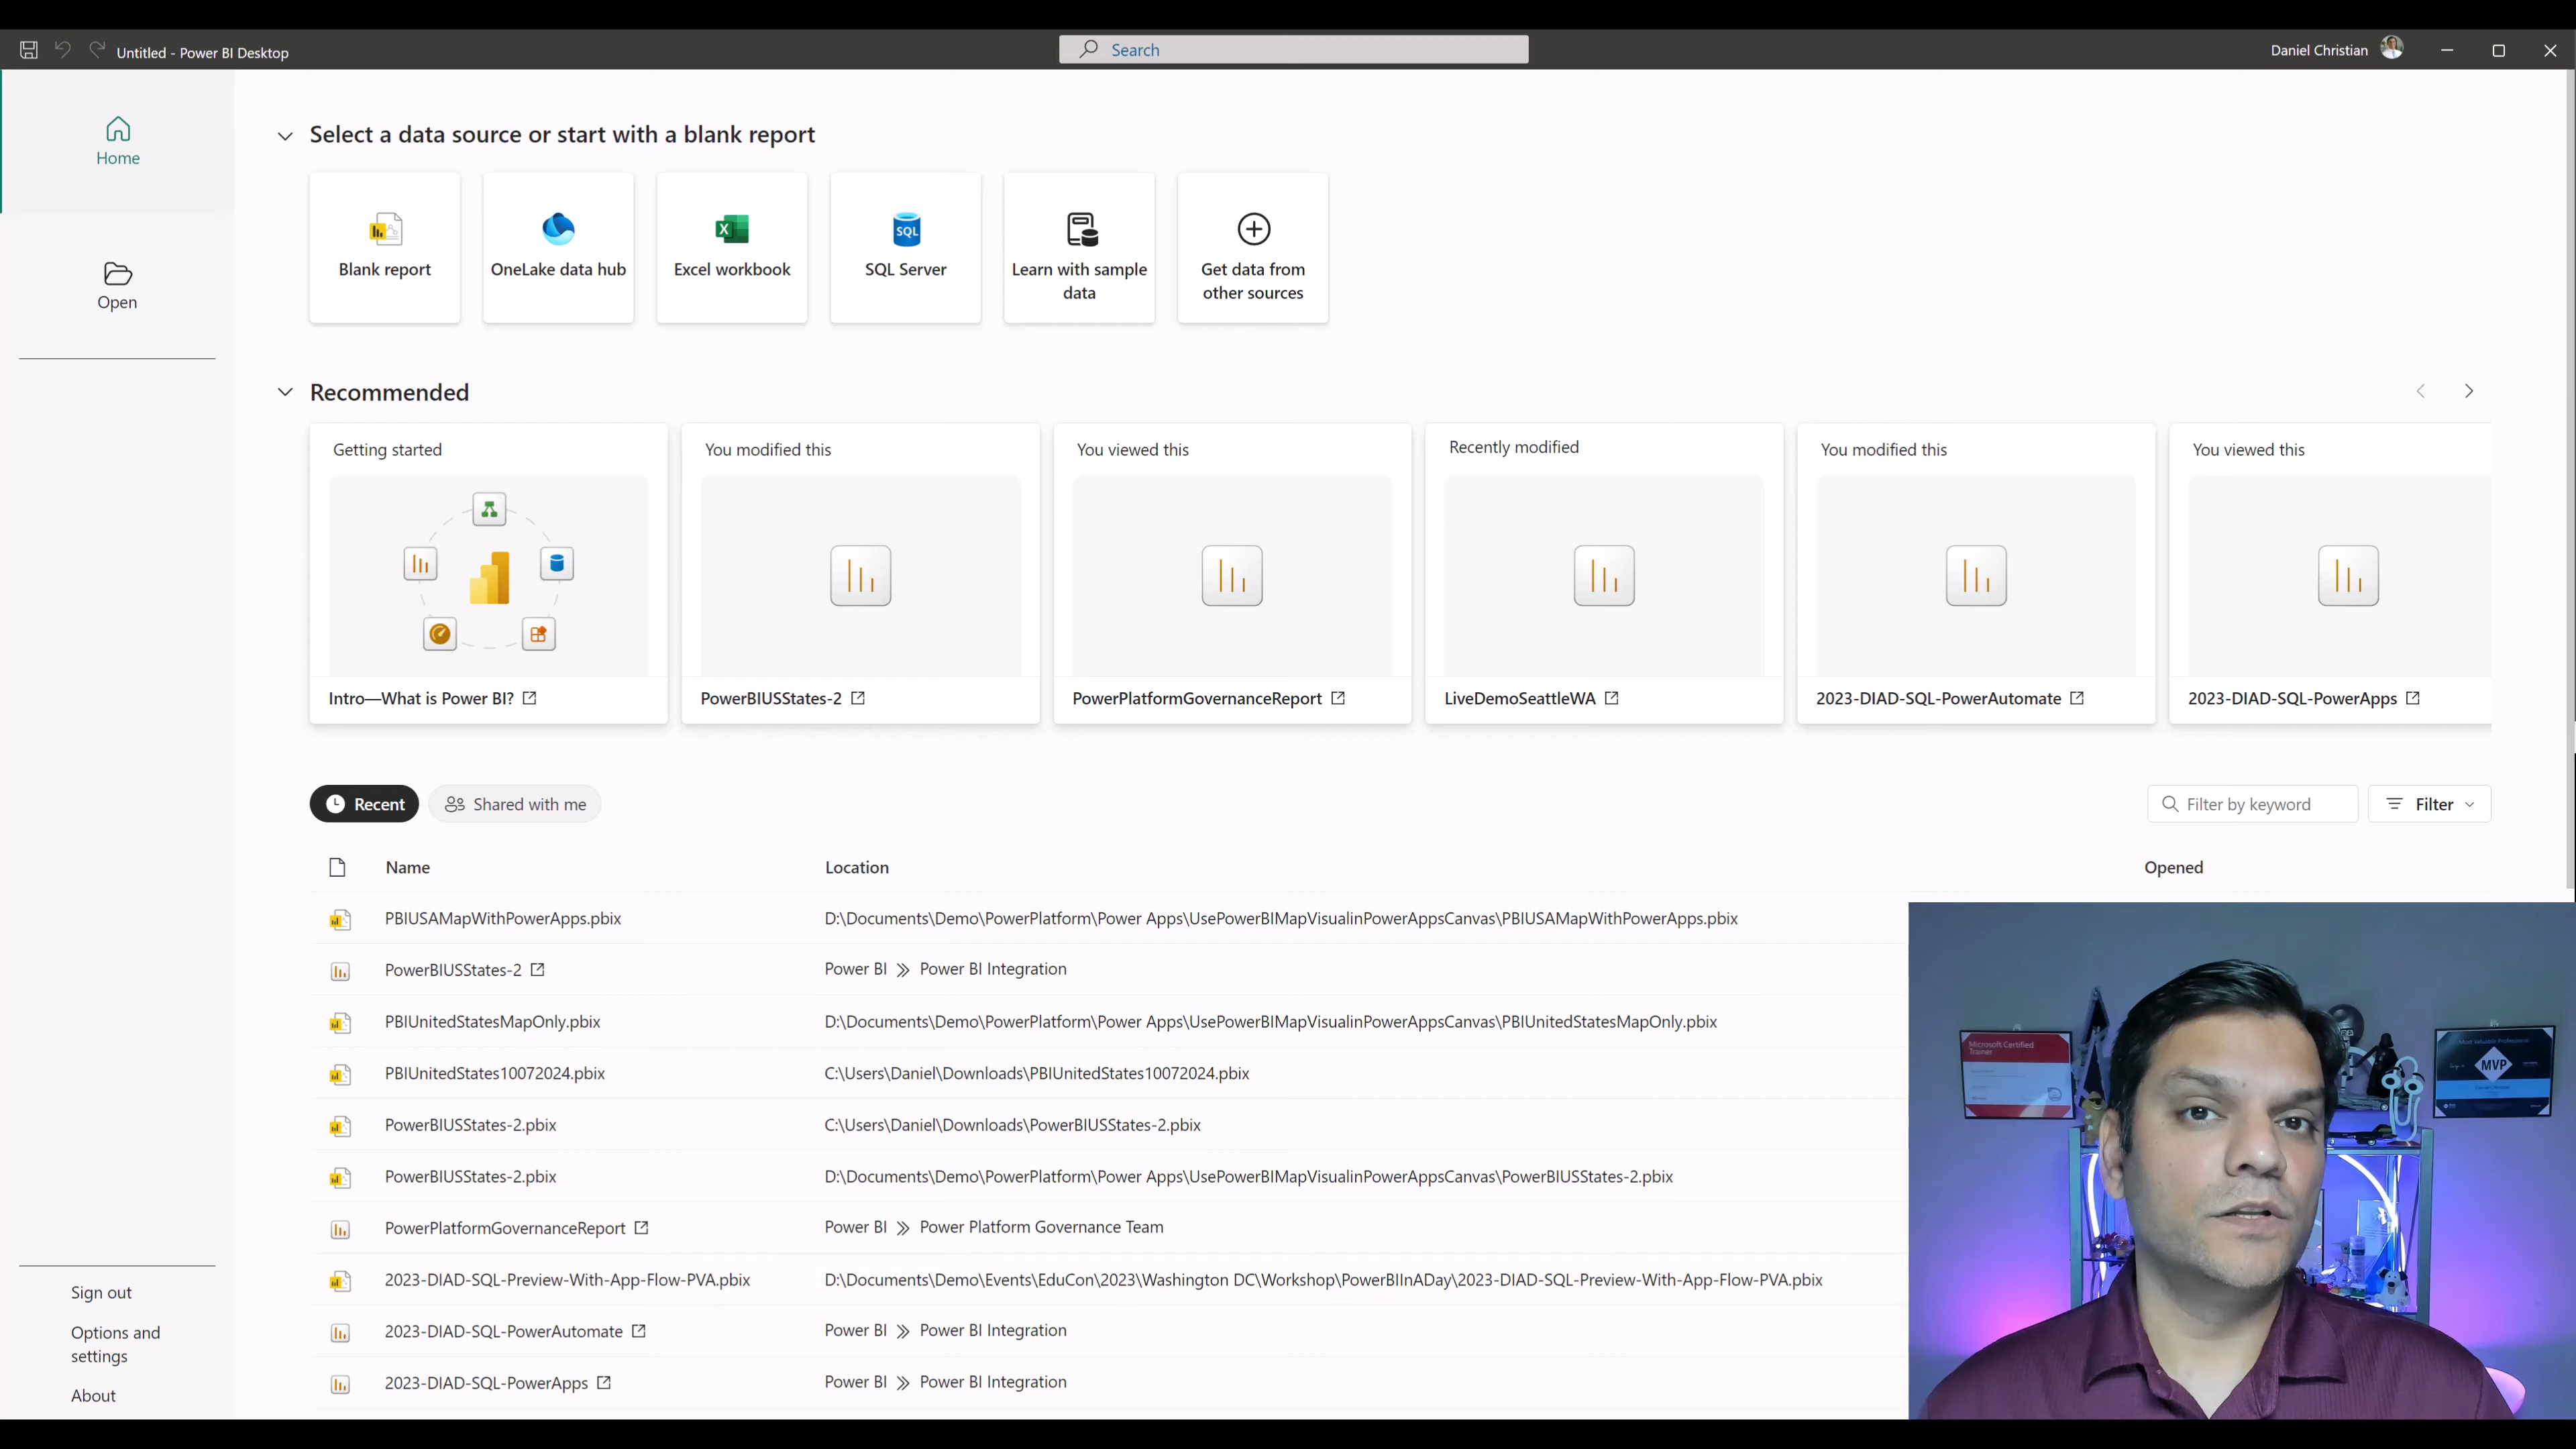 Untitled - Power BI Desktop
Search
Daniel Christian
Home
Open
Select a data source or start with a blank report
Blank report
OneLake data hub
Excel workbook
SQL
SQL Server
Learn with sample
data
Get data from
other sources
Recommended
Getting started
You modified this
You viewed this
Recently modified
You modified this
You viewed this
Intro—What is Power BI?
PowerBIUSStates-2
PowerPlatformGovernanceReport
LiveDemoSeattleWA
2023-DIAD-SQL-PowerAutomate
2023-DIAD-SQL-PowerApps
Recent
Shared with me
Filter by keyword
Filter
Name
Location
Opened
PBIUSAMapWithPowerApps.pbix
D:\Documents\Demo\PowerPlatform\Power Apps\UsePowerBIMapVisualinPowerAppsCanvas\PBIUSAMapWithPowerApps.pbix
PowerBIUSStates-2
Power BI Power BI Integration
PBIUnitedStatesMapOnly.pbix
D:\Documents\Demo\PowerPlatform\Power Apps\UsePowerBIMapVisualinPowerAppsCanvas\PBIUnitedStatesMapOnly.pbix
PBIUnitedStates10072024.pbix
C:\Users\Daniel\Downloads\PBIUnitedStates10072024.pbix
PowerBIUSStates-2.pbix
C:\Users\Daniel\Downloads\PowerBIUSStates-2.pbix
PowerBIUSStates-2.pbix
D:\Documents\Demo\PowerPlatform\Power Apps\UsePowerBIMapVisualinPowerAppsCanvas\PowerBIUSStates-2.pbix
PowerPlatformGovernanceReport
Power BI Power Platform Governance Team
2023-DIAD-SQL-Preview-With-App-Flow-PVA.pbix
D:\Documents\Demo\Events\EduCon\2023\Washington DC\Workshop\PowerBIInADay\2023-DIAD-SQL-Preview-With-App-Flow-PVA.pbix
2023-DIAD-SQL-PowerAutomate
Power BI Power BI Integration
2023-DIAD-SQL-PowerApps
Power BI Power BI Integration
Sign out
Options and
settings
About
Microsoft Certified
Trainer
Most Valuable Professional
MVP